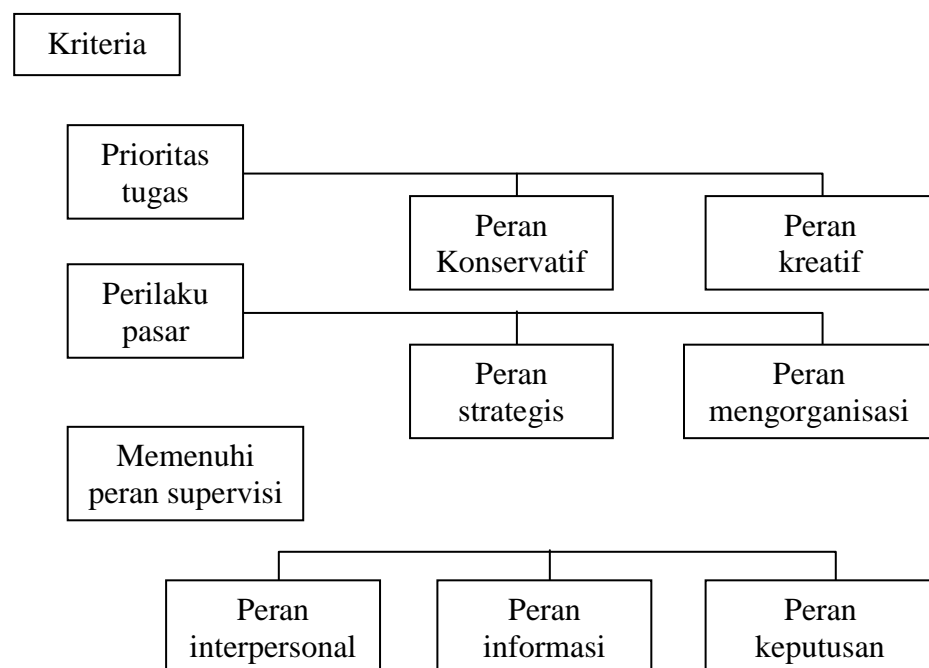 Kriteria
Prioritas
tugas
Peran
Konservatif
Peran
kreatif
Perilaku
pasar
Peran
strategis
Peran
mengorganisasi
Memenuhi
peran supervisi
Peran
interpersonal
Peran
informasi
Peran
keputusan